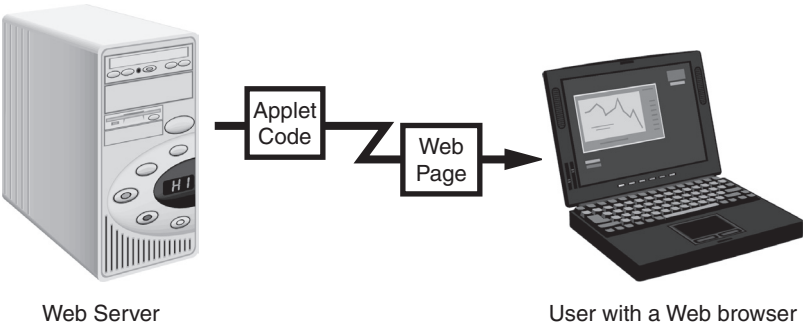 Applet
Code
Web
Page
HI
Web Server
User with a Web browser